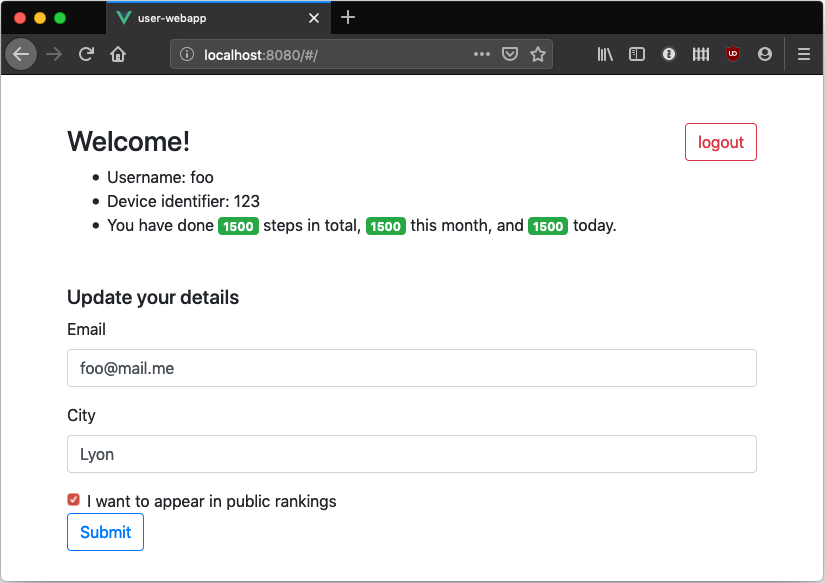 user-webapp
localhost:8080/#/
Welcome!
logout
Username: foo
Device identifier: 123
You have done 1500 steps in total, 1500 this month, and 1500 today.
Update your details
Email
foo@mail.me
City
Lyon
I want to appear in public rankings
Submit